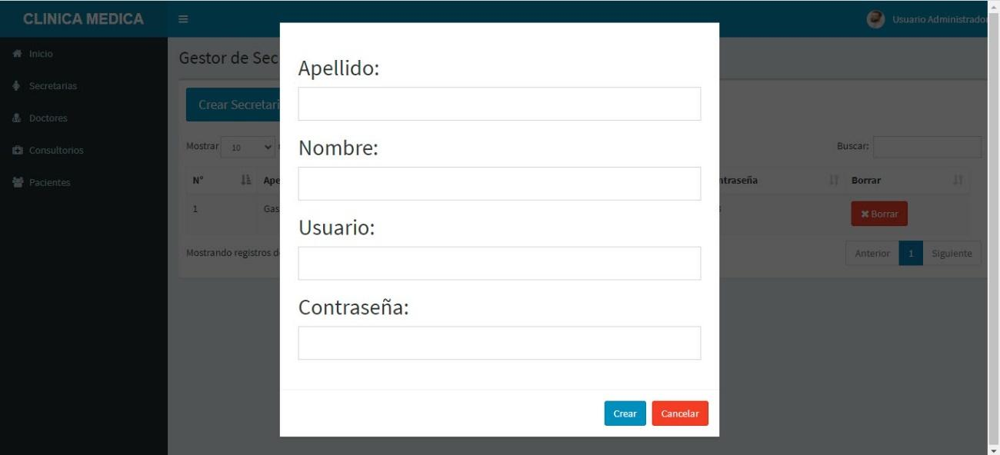 CLINICA MEDICA
Usuario Administrador
Inicio
Secretarias
Doctores
Consultorios
Pacientes
Gestor de Sec
Crear Secretari
Mostrar 10
Buscar:
N° Ape ntraseña Borrar
1 Gas Borrar
Mostrando registros d
Anterior 1 Siguiente
Apellido:
Nombre:
Usuario:
Contraseña:
Crear Cancelar